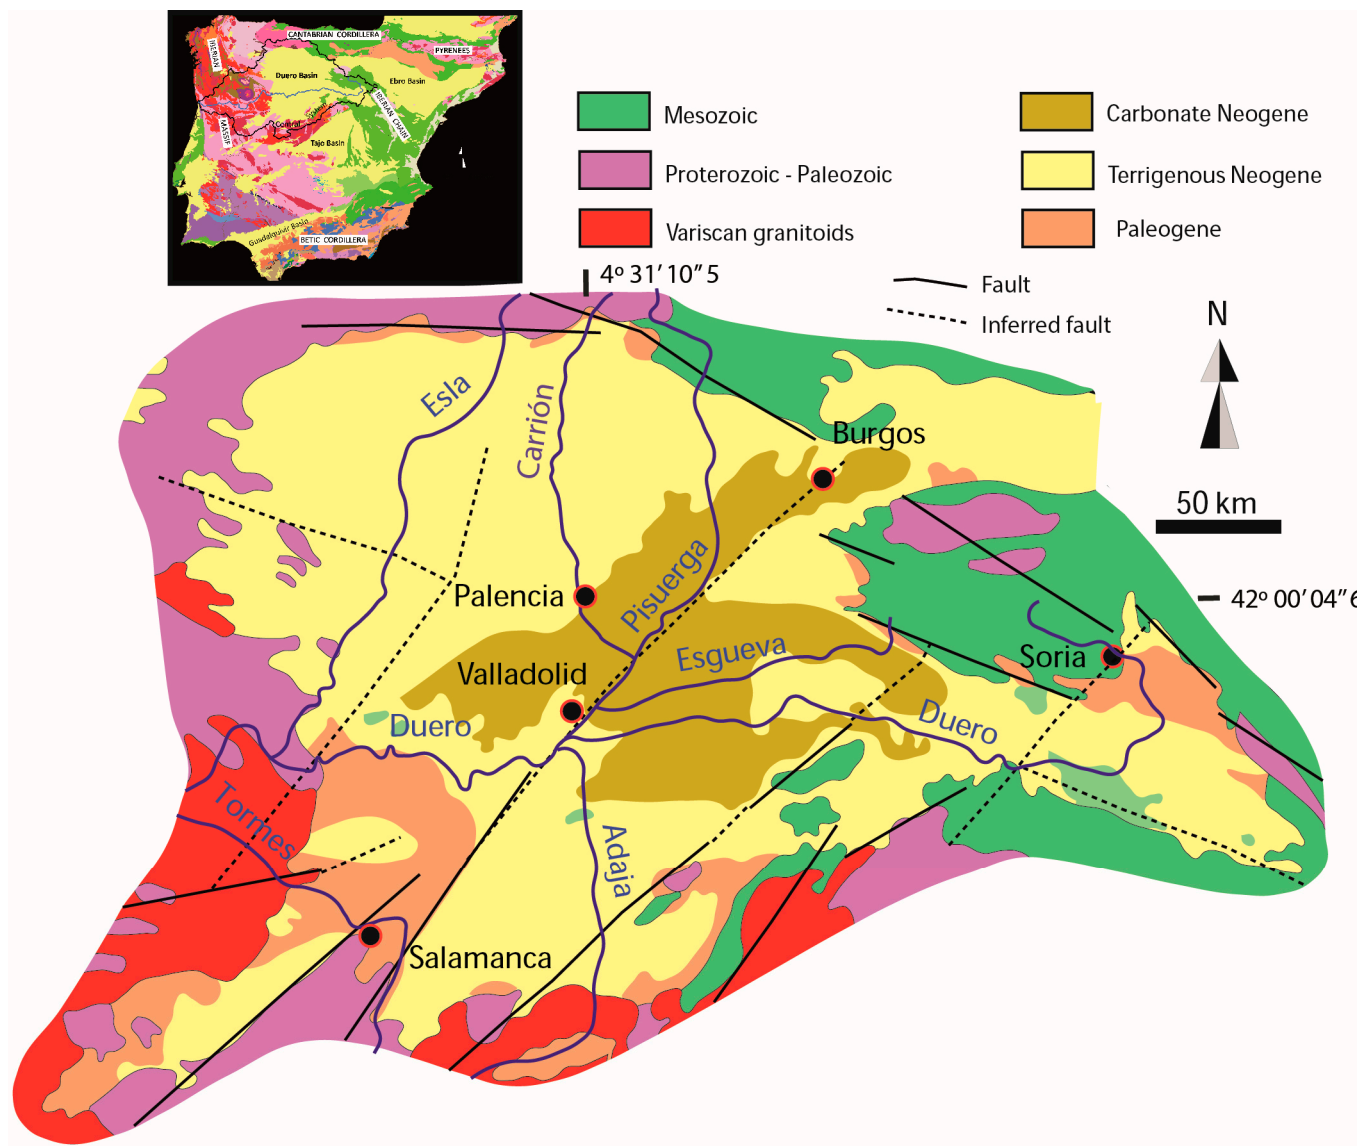 CANTABRIAN CORDILLERA
IBERIAN
PYRENEES
Duero Basin
Ebro Basin
IBERIAN CHAIN
Central System
MASSIF
Tajo Basin
Guadalquivir Basin
BETIC CORDILLERA
Mesozoic
Carbonate Neogene
Proterozoic - Paleozoic
Terrigenous Neogene
Variscan granitoids
Paleogene
4º 31’ 10’’ 5
Fault
Inferred fault
N
Esla
Carrión
Burgos
50 km
Palencia
Pisuerga
42º 00’ 04’’ 6
Esgueva
Soria
Valladolid
Duero
Duero
Tormes
Adaja
Salamanca